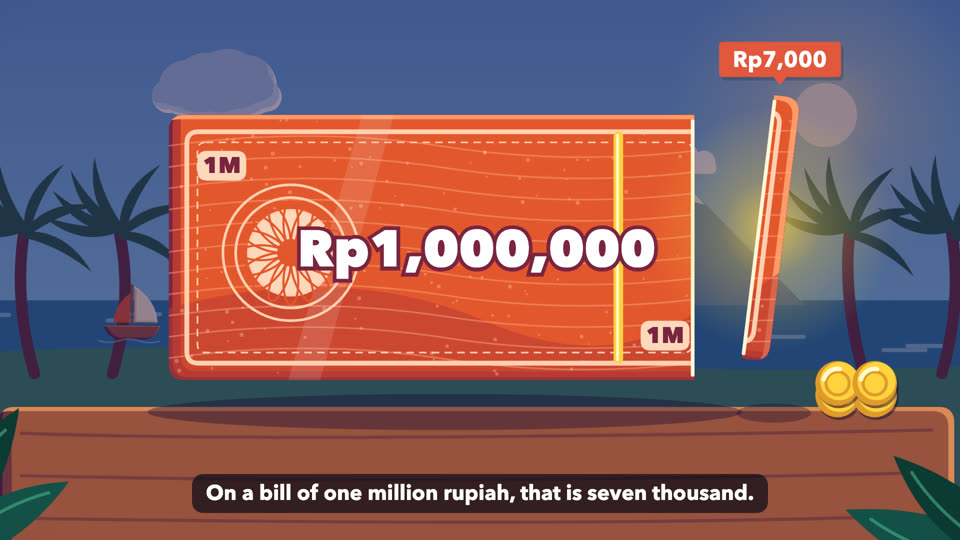 Rp7,000
1M
Rp1,000,000
1M
On a bill of one million rupiah, that is seven thousand.